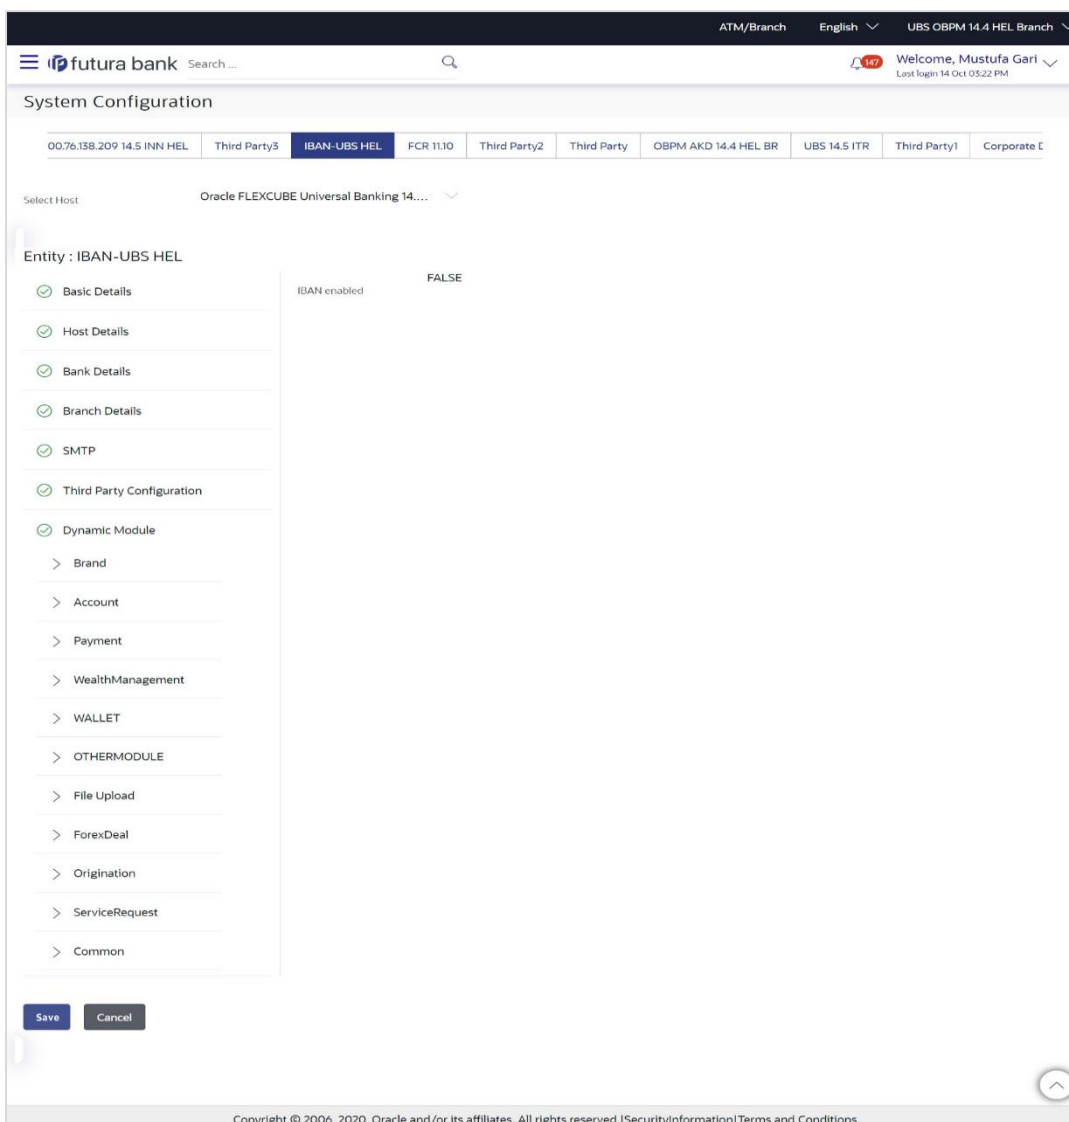 ATM/Branch English UBS OBPM 14.4 HEL Branch
futura bank Search ... 147 Welcome, Mustufa Gari
Last login 14 Oct 03:22 PM
System Configuration
00.76.138.209 14.5 INN HEL Third Party3 IBAN-UBS HEL FCR 11.10 Third Party2 Third Party OBPM AKD 14.4 HEL BR UBS 14.5 ITR Third Party1 Corporate
Select Host Oracle FLEXCUBE Universal Banking 14....
Entity : IBAN-UBS HEL
FALSE
Basic Details IBAN enabled
Host Details
Bank Details
Branch Details
SMTP
Third Party Configuration
Dynamic Module
Brand
Account
Payment
WealthManagement
WALLET
OTHERMODULE
File Upload
ForexDeal
Origination
ServiceRequest
Common
Save Cancel
Copyright © 2006, 2020, Oracle and/or its affiliates. All rights reserved.|SecurityInformation|Terms and Conditions